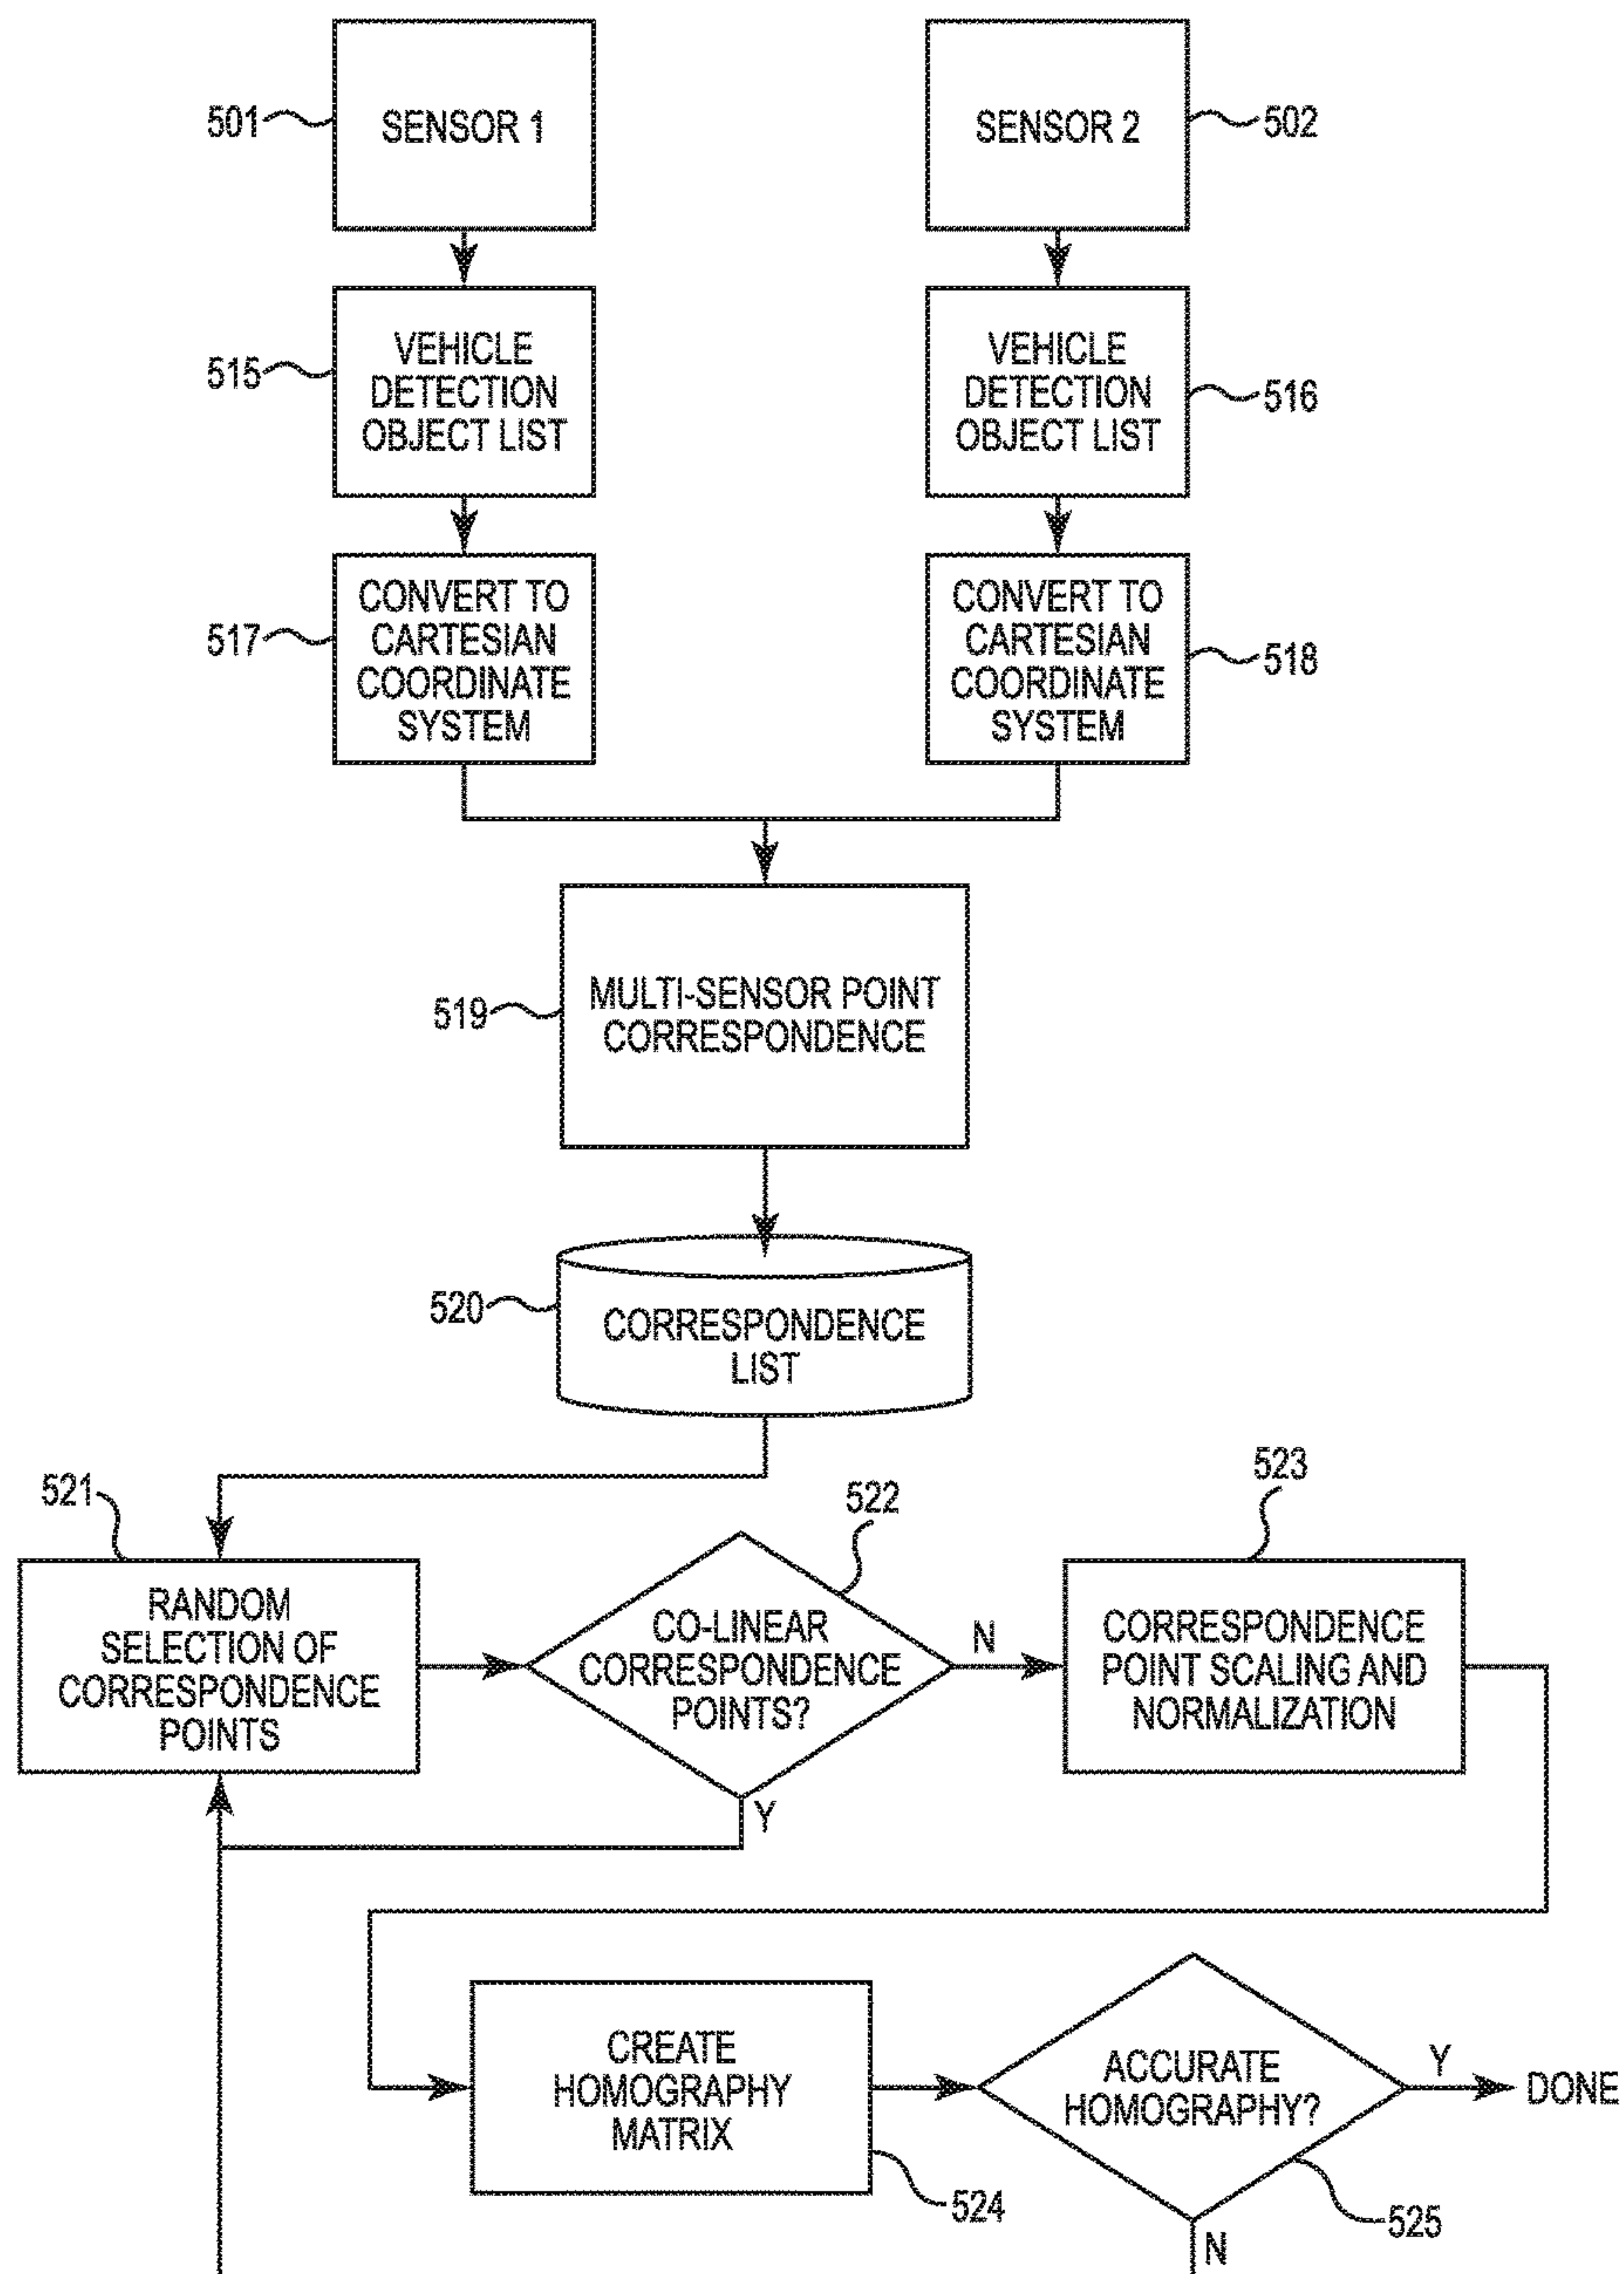 501
SENSOR 1
SENSOR 2
502
515
VEHICLE
DETECTION
OBJECT LIST
VEHICLE
DETECTION
OBJECT LIST
516
517
CONVERT TO
CARTESIAN
COORDINATE
SYSTEM
CONVERT TO
CARTESIAN
COORDINATE
SYSTEM
518
519
MULTI-SENSOR POINT
CORRESPONDENCE
520
CORRESPONDENCE
LIST
521
RANDOM
SELECTION OF
CORRESPONDENCE
POINTS
522
CO-LINEAR
CORRESPONDENCE
POINTS?
N
Y
523
CORRESPONDENCE
POINT SCALING AND
NORMALIZATION
CREATE
HOMOGRAPHY
MATRIX
524
ACCURATE
HOMOGRAPHY?
Y
DONE
525
N